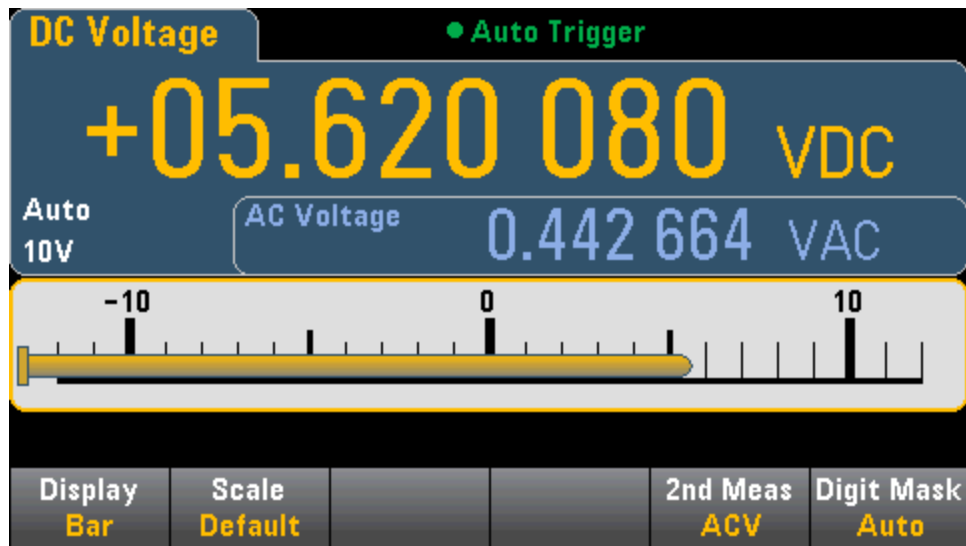 DC Voltage
Auto Trigger
+05.620 080 VDC
Auto
10V
AC Voltage 0.442 664 VAC
-10 0 10
Display Scale 2nd Meas Digit Mask
Bar Default ACV Auto